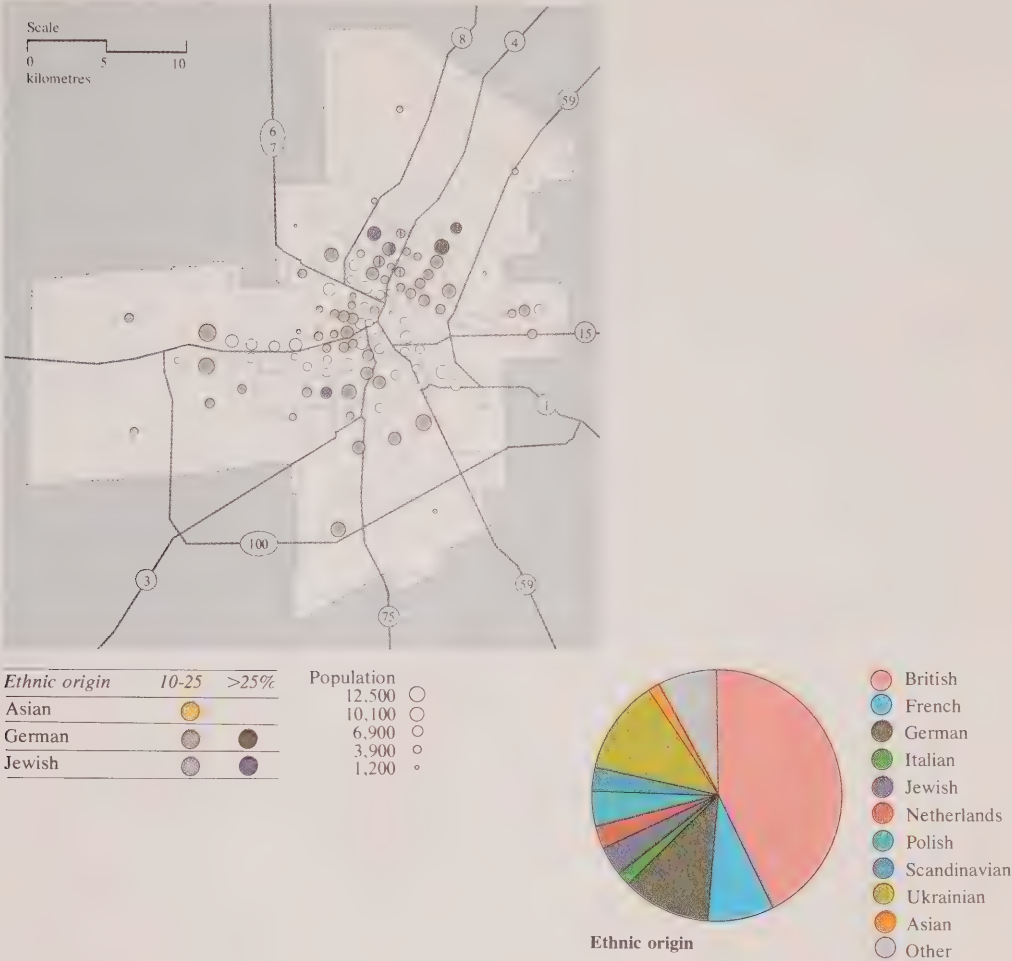 Scale
0 5 10
kilometres
8
4
59
6
7
15
1
100
3
59
75
Ethnic origin 10-25 >25%
Asian
German
Jewish
Population
12,500
10,100
6,900
3,900
1,200
British
French
German
Italian
Jewish
Netherlands
Polish
Scandinavian
Ukrainian
Asian
Other
Ethnic origin